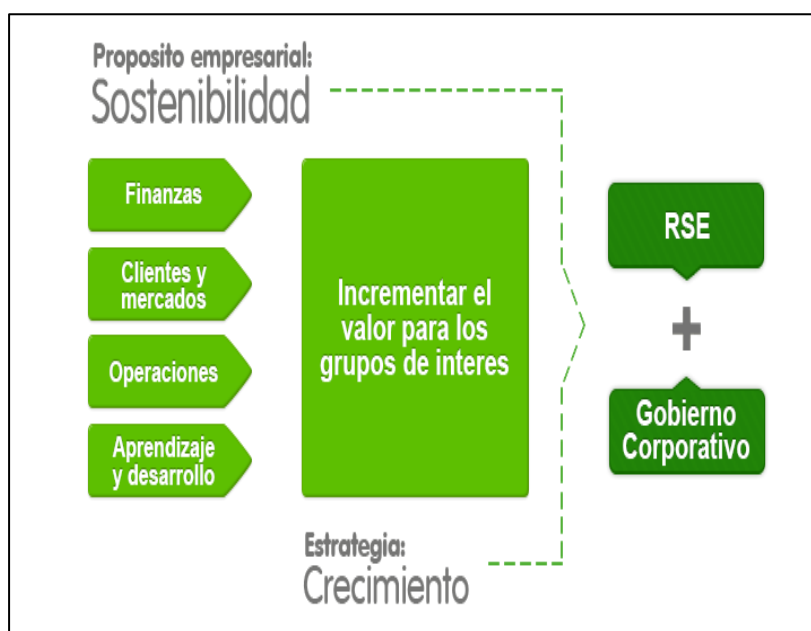 Proposito empresarial:
Sostenibilidad
Finanzas
Clientes y
mercados
Operaciones
Aprendizaje
y desarrollo
Incrementar el
valor para los
grupos de interes
RSE
+
Gobierno
Corporativo
Estrategia:
Crecimiento